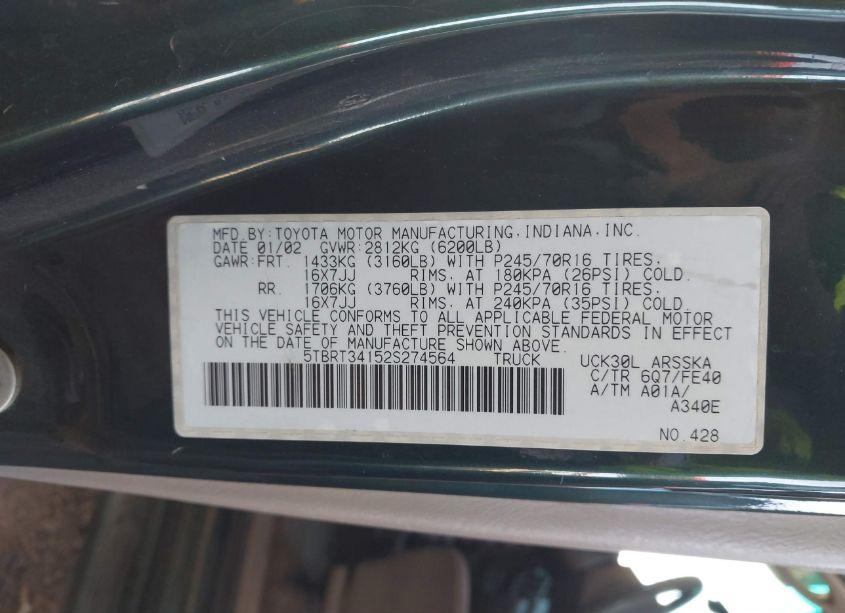 MFD.BY:TOYOTA MOTOR MANUFACTURING,INDIANA,INC.
DATE 01/02 GVWR:2812KG (6200LB)
GAWR:FRT. 1433KG (3160LB) WITH P245/70R16 TIRES.
16X7JJ RIMS. AT 180KPA (26PSI) COLD.
RR. 1706KG (3760LB) WITH P245/70R16 TIRES.
16X7JJ RIMS. AT 240KPA (35PSI) COLD.
THIS VEHICLE CONFORMS TO ALL APPLICABLE FEDERAL MOTOR
VEHICLE SAFETY AND THEFT PREVENTION STANDARDS IN EFFECT
ON THE DATE OF MANUFACTURE SHOWN ABOVE.
5TBRT34152S274564 TRUCK UCK30L ARSSKA
C/TR 6Q7/FE40
A/TM A01A/
A340E
NO.428